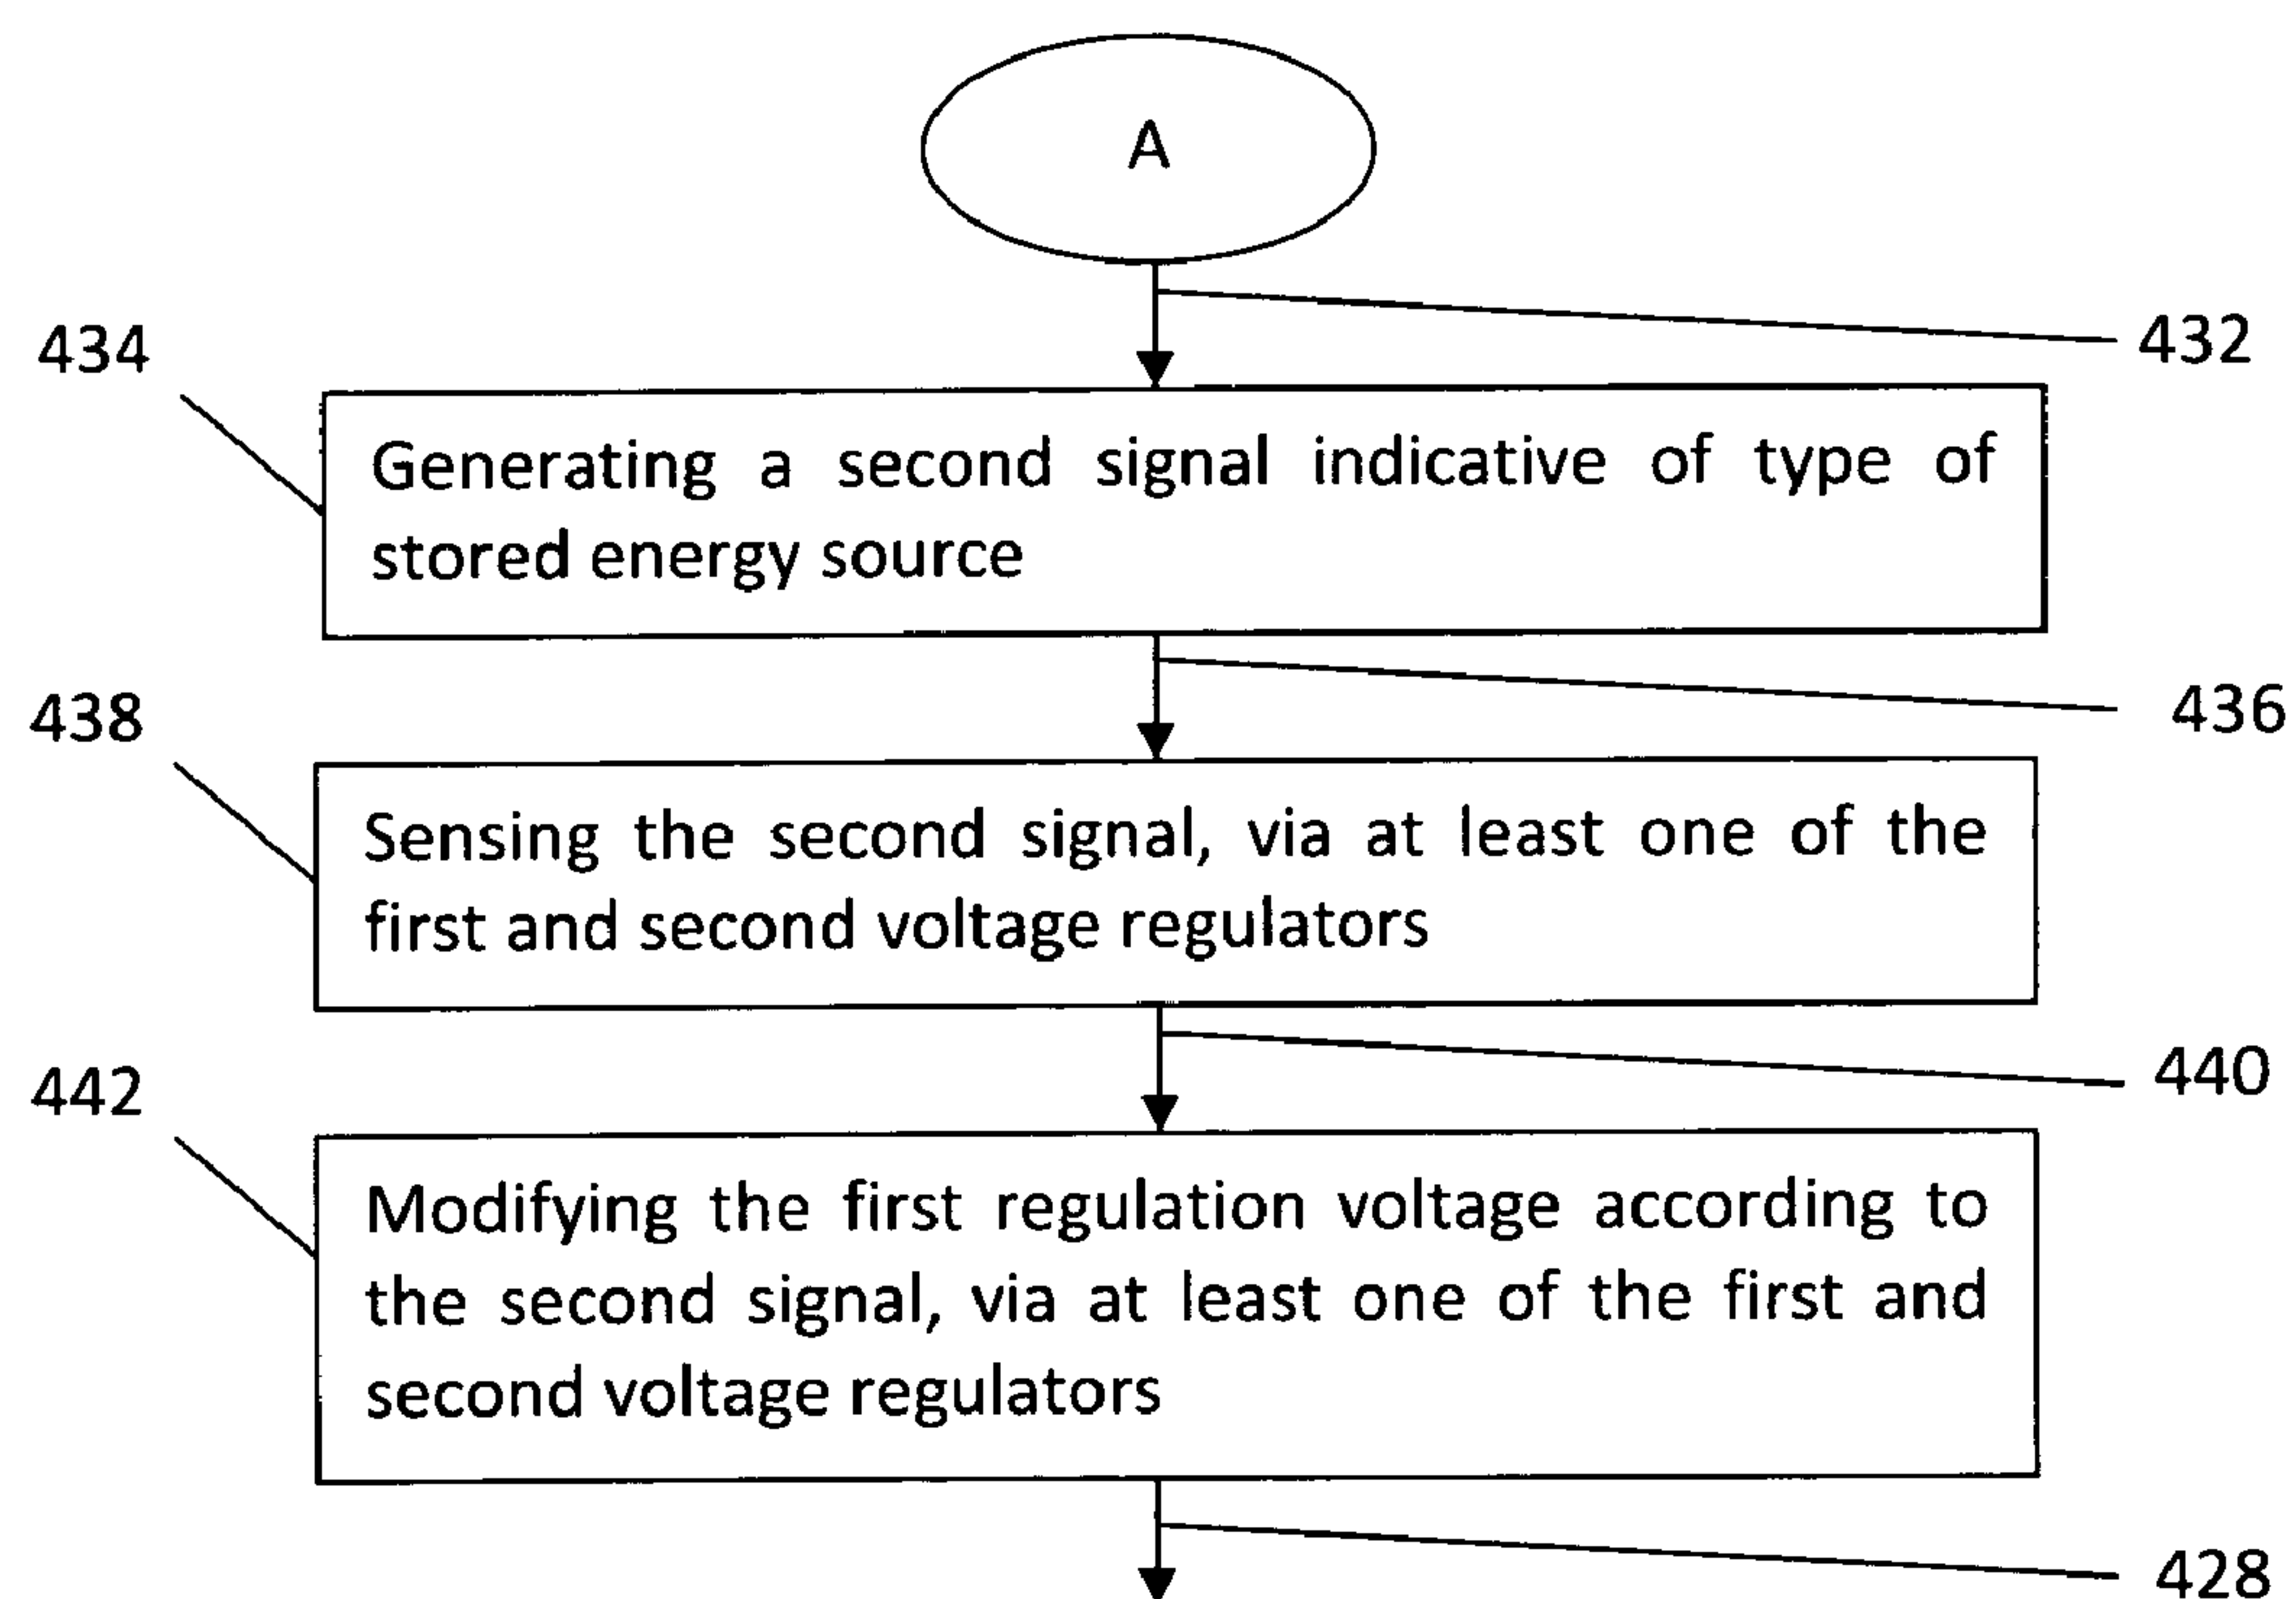 A
432
434
Generating a second signal indicative of type of
stored energy source
436
438
Sensing the second signal, via at least one of the
first and second voltage regulators
440
442
Modifying the first regulation voltage according to
the second signal, via at least one of the first and
second voltage regulators
428